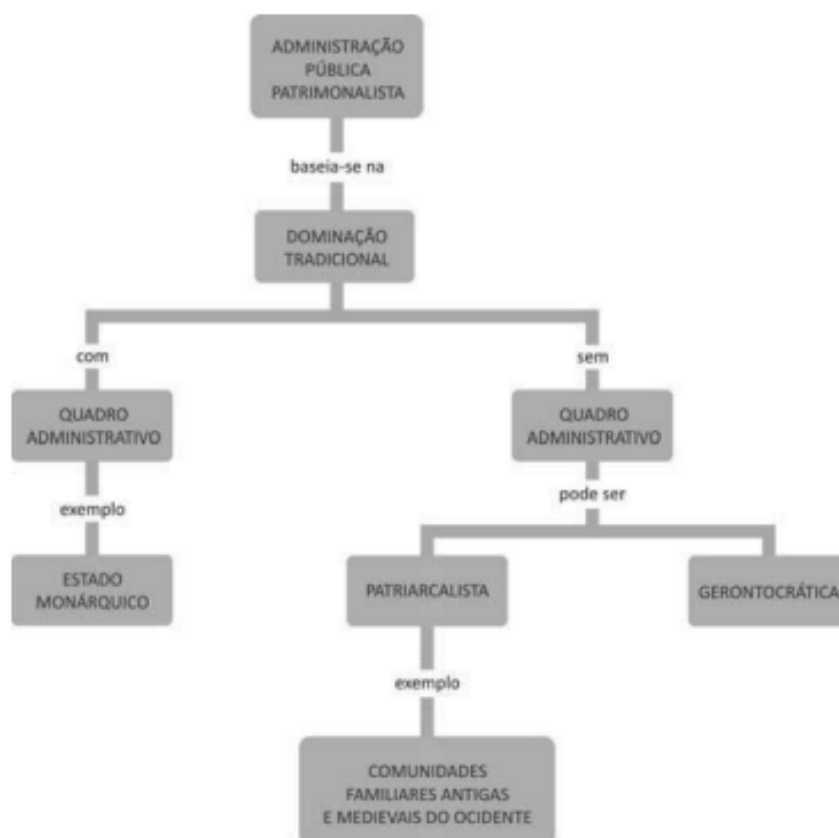 ADMINISTRAÇÃO
PÚBLICA
PATRIMONALISTA
baseia-se na
DOMINAÇÃO
TRADICIONAL
com
sem
QUADRO
ADMINISTRATIVO
QUADRO
ADMINISTRATIVO
exemplo
pode ser
ESTADO
MONÁRQUICO
PATRIARCALISTA
GERONTOCRÁTICA
exemplo
COMUNIDADES
FAMILIARES ANTIGAS
E MEDIEVAIS DO OCIDENTE